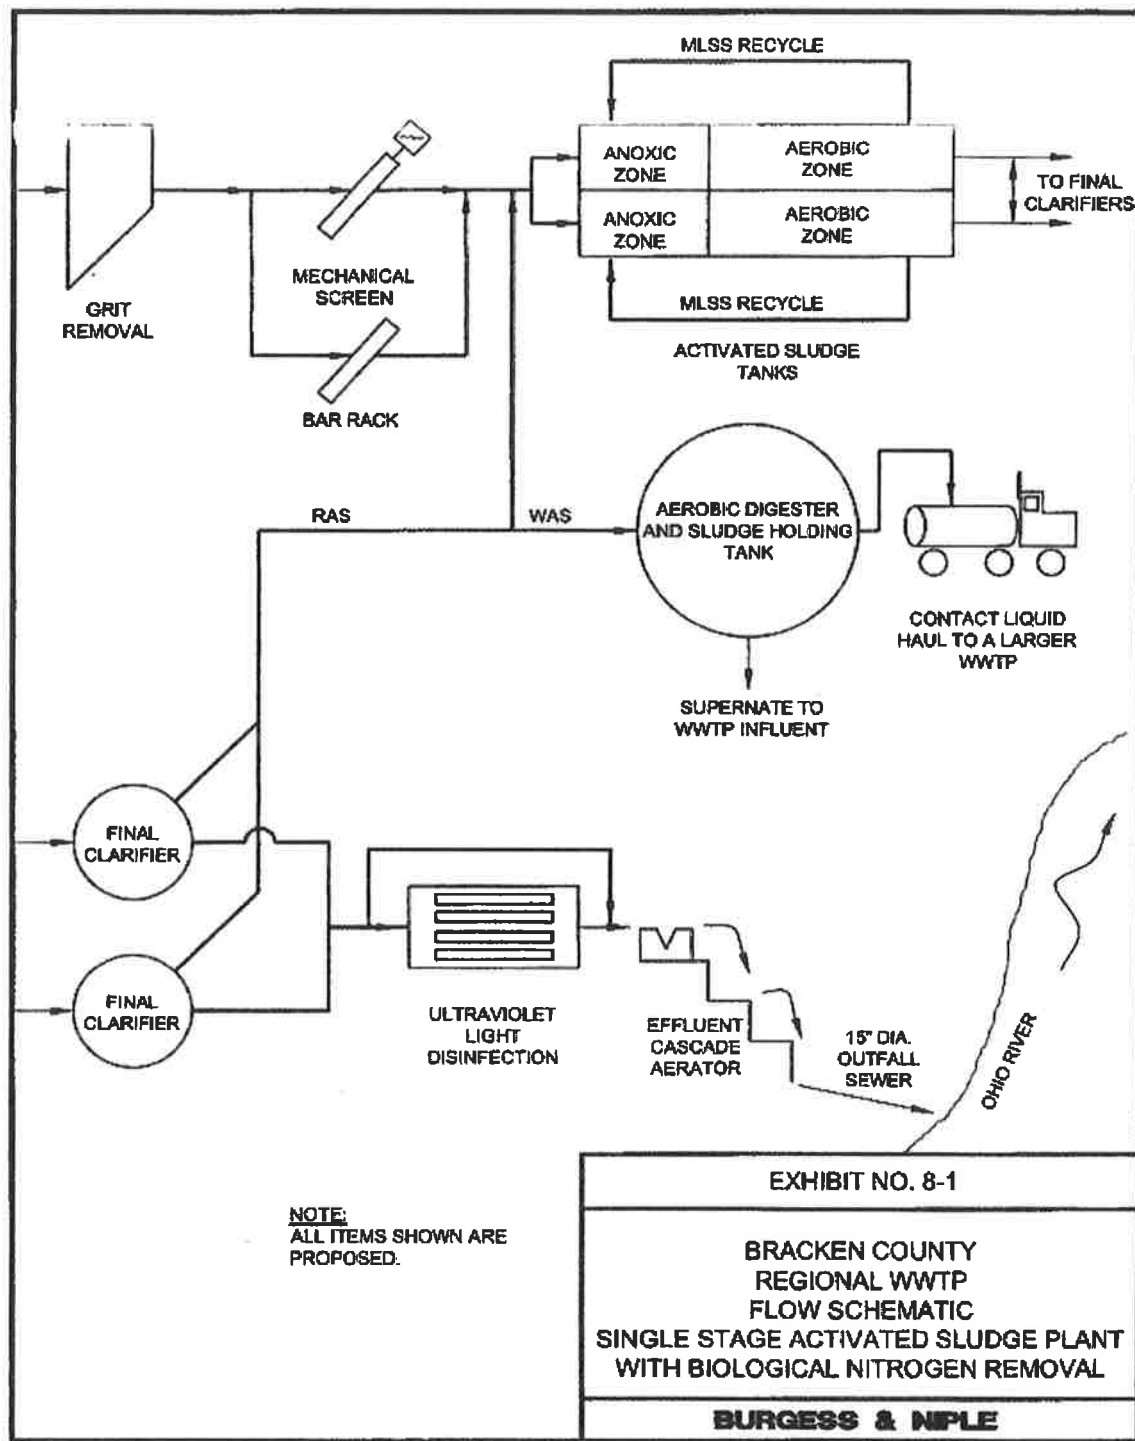 MLSS RECYCLE
ANOXIC
ZONE
AEROBIC
ZONE
ANOXIC
ZONE
AEROBIC
ZONE
TO FINAL
CLARIFIERS
MLSS RECYCLE
ACTIVATED SLUDGE
TANKS
GRIT
REMOVAL
MECHANICAL
SCREEN
BAR RACK
RAS
WAS
AEROBIC DIGESTER
AND SLUDGE HOLDING
TANK
CONTACT LIQUID
HAUL TO A LARGER
WWTP
SUPERNATE TO
WWTP INFLUENT
FINAL
CLARIFIER
FINAL
CLARIFIER
ULTRAVIOLET
LIGHT
DISINFECTION
EFFLUENT
CASCADE
AERATOR
15" DIA.
OUTFALL
SEWER
OHIO RIVER
NOTE:
ALL ITEMS SHOWN ARE
PROPOSED.
EXHIBIT NO. 8-1
BRACKEN COUNTY
REGIONAL WWTP
FLOW SCHEMATIC
SINGLE STAGE ACTIVATED SLUDGE PLANT
WITH BIOLOGICAL NITROGEN REMOVAL
BURGESS & NIPLE